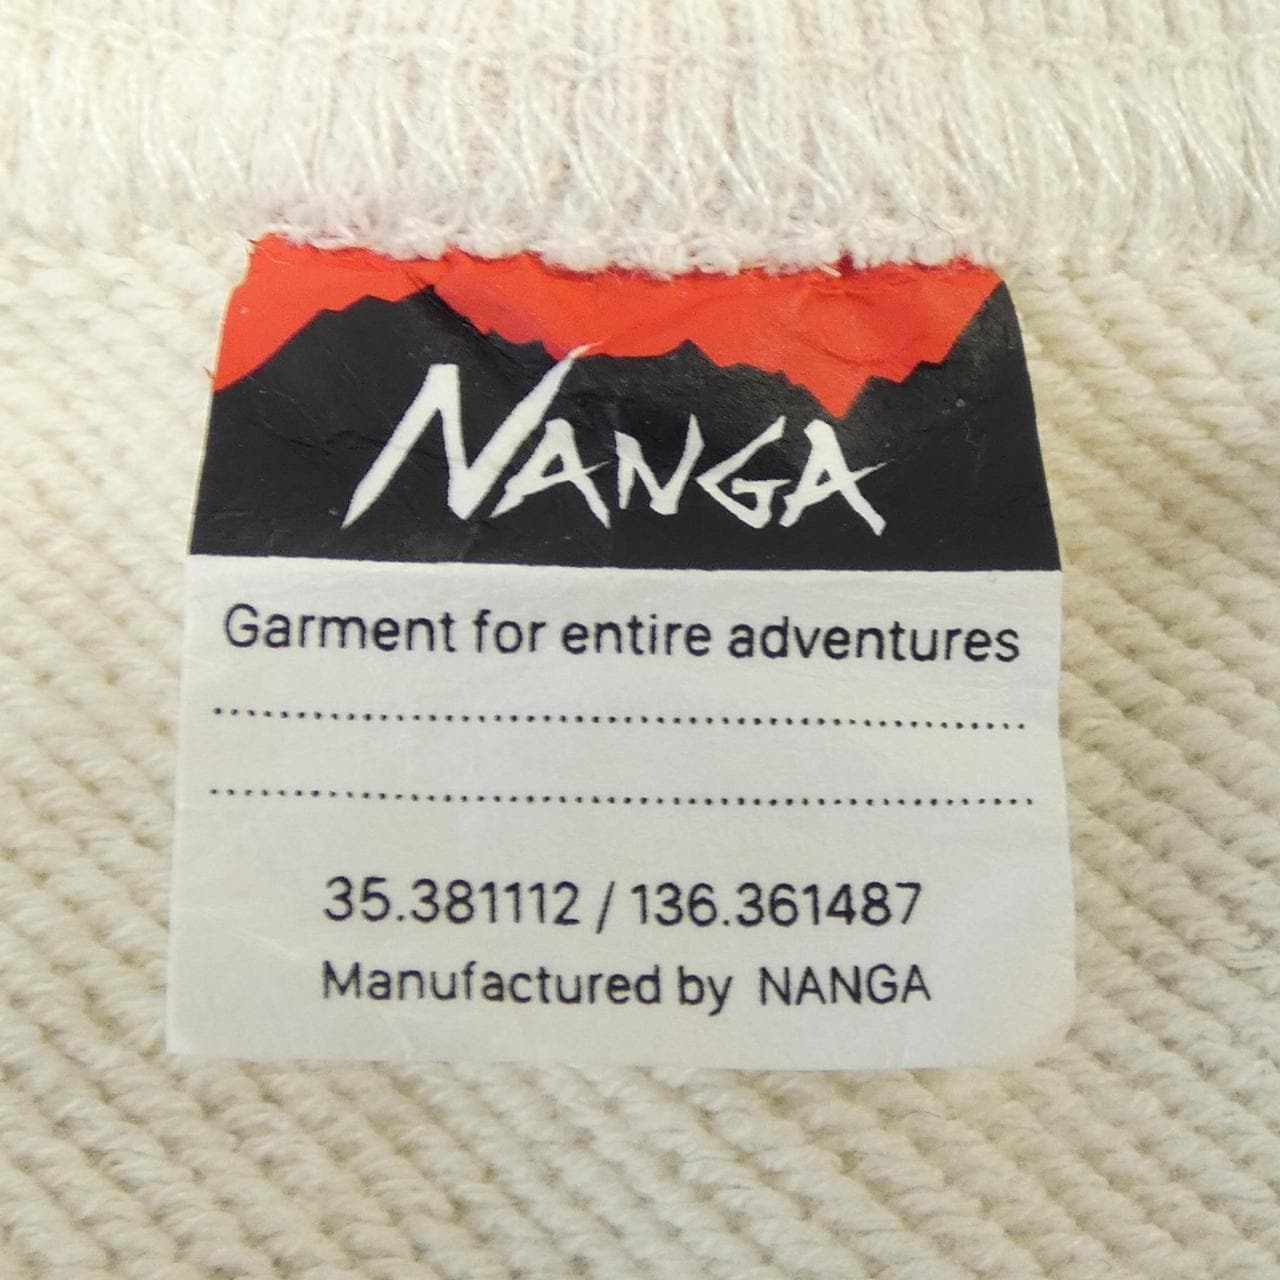 NANGA
Garment for entire adventures
35.381112 / 136.361487
Manufactured by NANGA